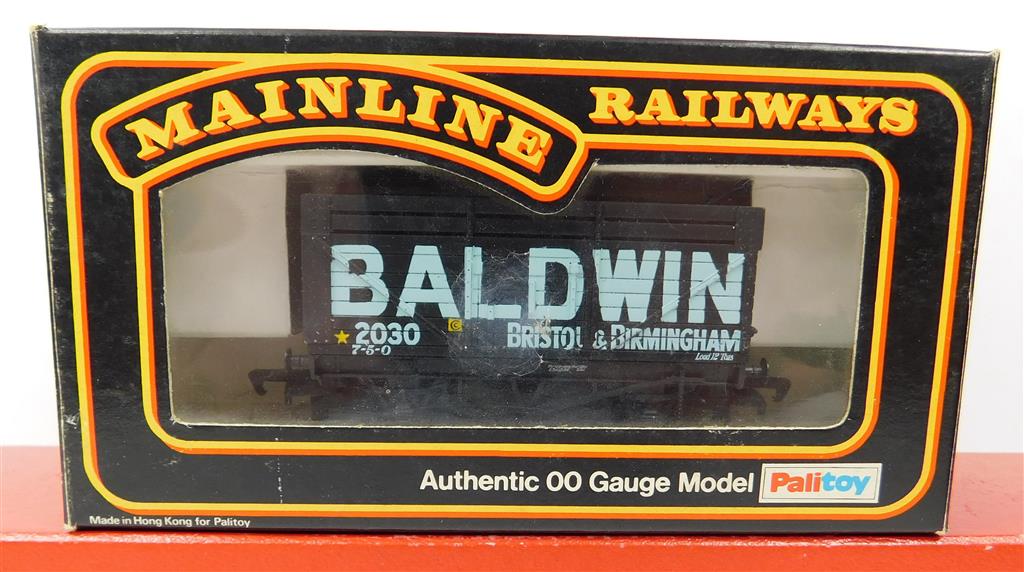 MAINLINE RAILWAYS
BALDWIN
2030 C BRISTOL & BIRMINGHAM
7-5-0 Load 12 Tons
Authentic 00 Gauge Model Palitoy
Made in Hong Kong for Palitoy